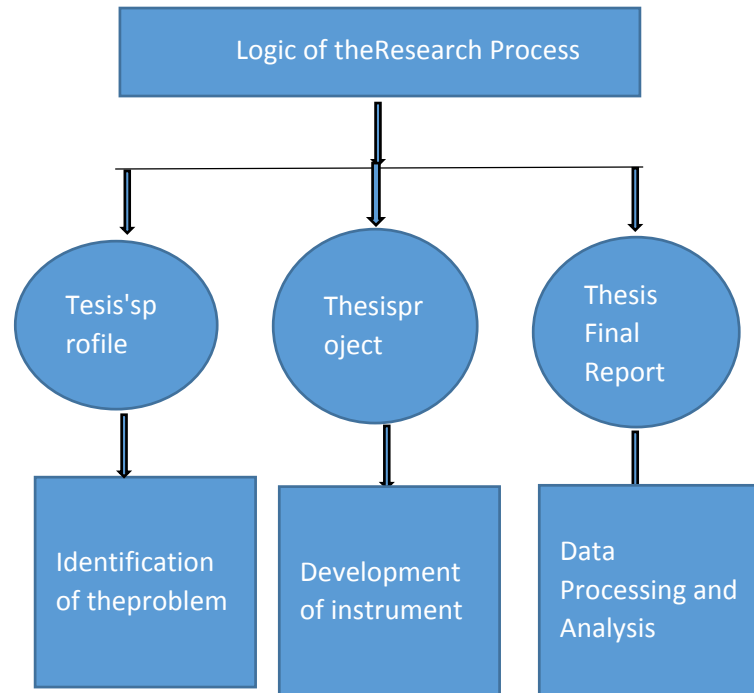 Logic of theResearch Process
Tesis'sp
rofile
Thesispr
oject
Thesis
Final
Report
Identification
of theproblem
Development
of instrument
Data
Processing and
Analysis